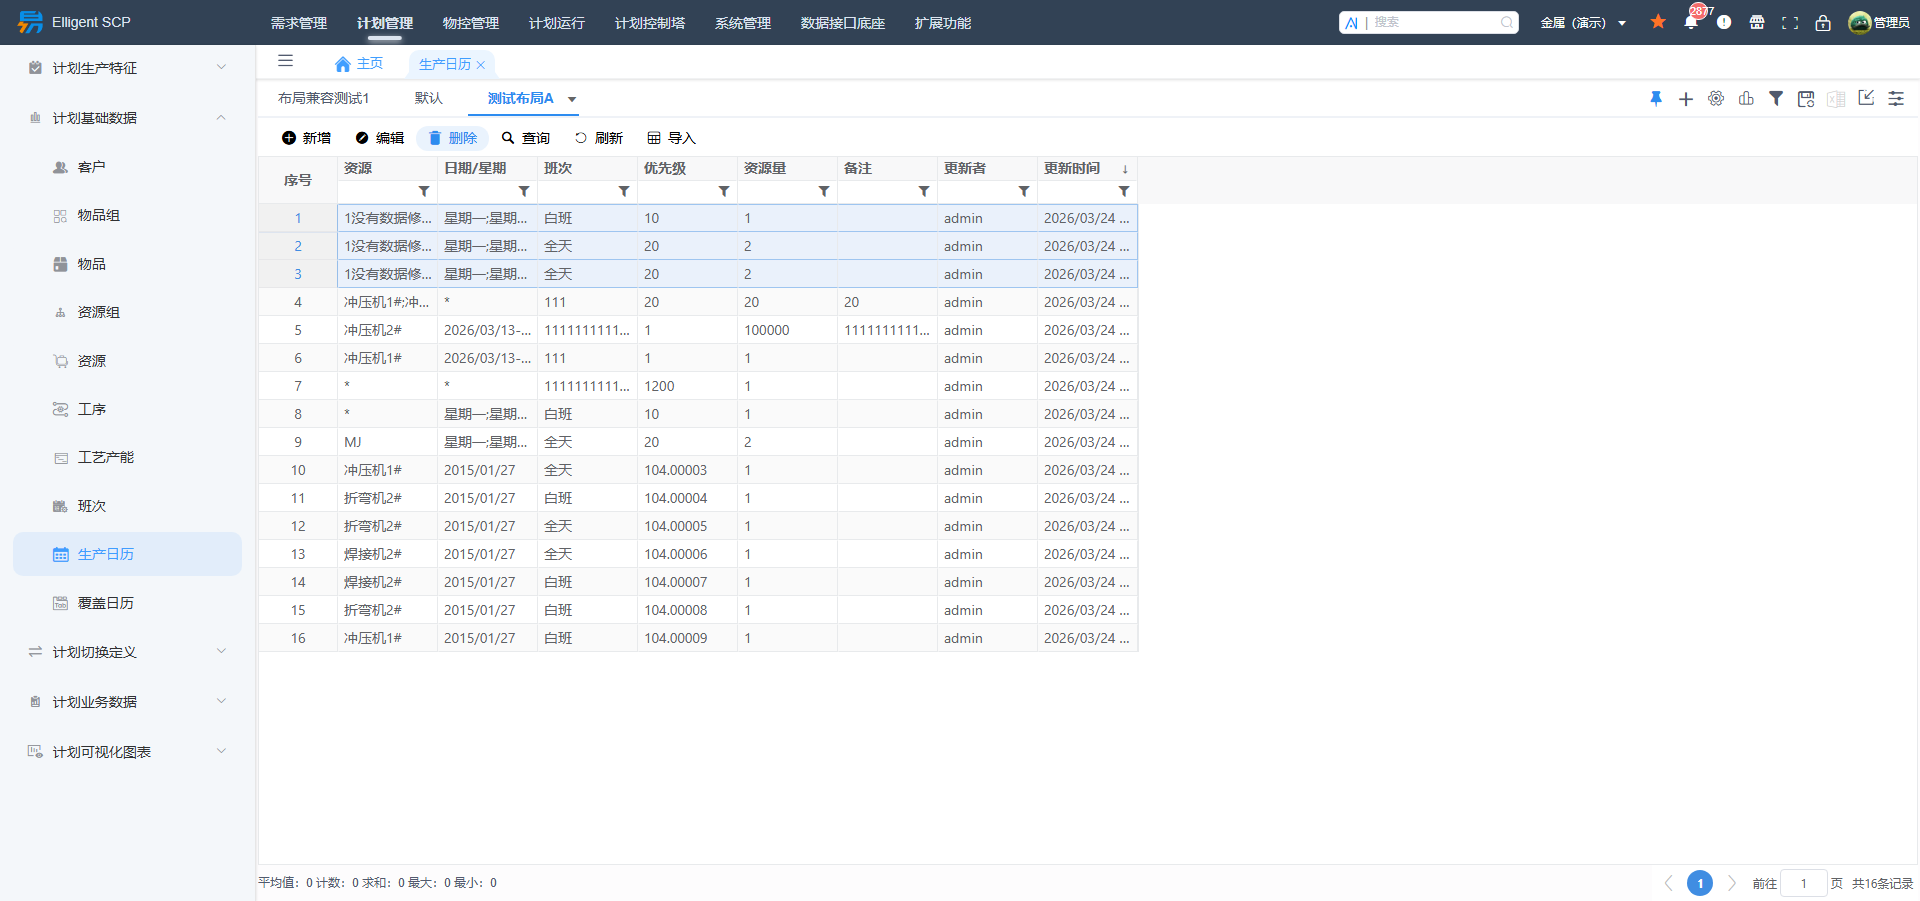 Elligent SCP
需求管理 计划管理 物控管理 计划运行 计划控制塔 系统管理 数据接口底座 扩展功能
AI | 搜索
金属（演示）
2877
管理员
计划生产特征
计划基础数据
客户
物品组
物品
资源组
资源
工序
工艺产能
班次
生产日历
覆盖日历
计划切换定义
计划业务数据
计划可视化图表
主页 生产日历
布局兼容测试1 默认 测试布局A
新增 编辑 删除 查询 刷新 导入
序号 资源 日期/星期 班次 优先级 资源量 备注 更新者 更新时间 ↓
1 1没有数据修... 星期一;星期... 白班 10 1 admin 2026/03/24 ...
2 1没有数据修... 星期一;星期... 全天 20 2 admin 2026/03/24 ...
3 1没有数据修... 星期一;星期... 全天 20 2 admin 2026/03/24 ...
4 冲压机1#;冲... * 111 20 20 20 admin 2026/03/24 ...
5 冲压机2# 2026/03/13-... 1111111111... 1 100000 1111111111... admin 2026/03/24 ...
6 冲压机1# 2026/03/13-... 111 1 1 admin 2026/03/24 ...
7 * * 1111111111... 1200 1 admin 2026/03/24 ...
8 * 星期一;星期... 白班 10 1 admin 2026/03/24 ...
9 MJ 星期一;星期... 全天 20 2 admin 2026/03/24 ...
10 冲压机1# 2015/01/27 全天 104.00003 1 admin 2026/03/24 ...
11 折弯机2# 2015/01/27 白班 104.00004 1 admin 2026/03/24 ...
12 折弯机2# 2015/01/27 全天 104.00005 1 admin 2026/03/24 ...
13 焊接机2# 2015/01/27 全天 104.00006 1 admin 2026/03/24 ...
14 焊接机2# 2015/01/27 白班 104.00007 1 admin 2026/03/24 ...
15 折弯机2# 2015/01/27 白班 104.00008 1 admin 2026/03/24 ...
16 冲压机1# 2015/01/27 白班 104.00009 1 admin 2026/03/24 ...
平均值：0 计数：0 求和：0 最大：0 最小：0
1 前往 1 页 共16条记录